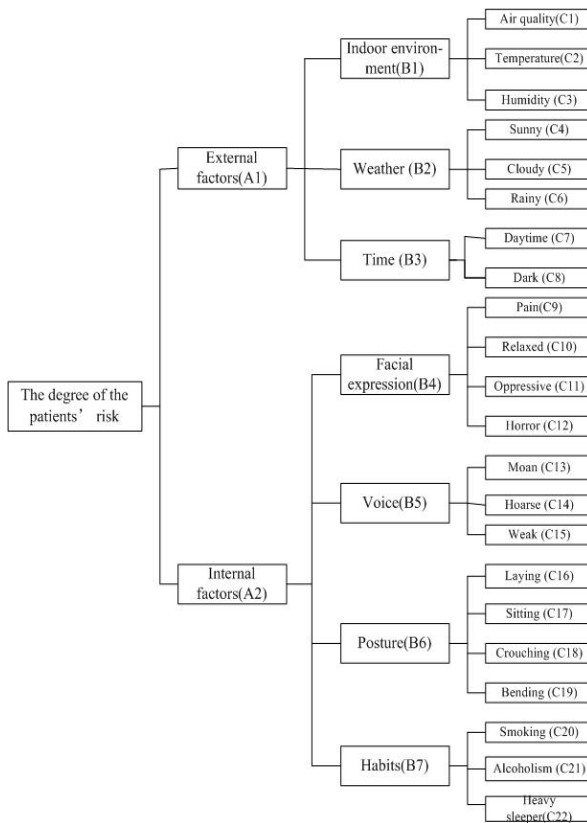 The degree of the
patients' risk
External
factors(A1)
Internal
factors(A2)
Indoor environ-
ment(B1)
Weather (B2)
Time (B3)
Facial
expression(B4)
Voice(B5)
Posture(B6)
Habits(B7)
Air quality(C1)
Temperature(C2)
Humidity (C3)
Sunny (C4)
Cloudy (C5)
Rainy (C6)
Daytime (C7)
Dark (C8)
Pain(C9)
Relaxed (C10)
Oppressive (C11)
Horror (C12)
Moan (C13)
Hoarse (C14)
Weak (C15)
Laying (C16)
Sitting (C17)
Crouching (C18)
Bending (C19)
Smoking (C20)
Alcoholism (C21)
Heavy
sleeper(C22)